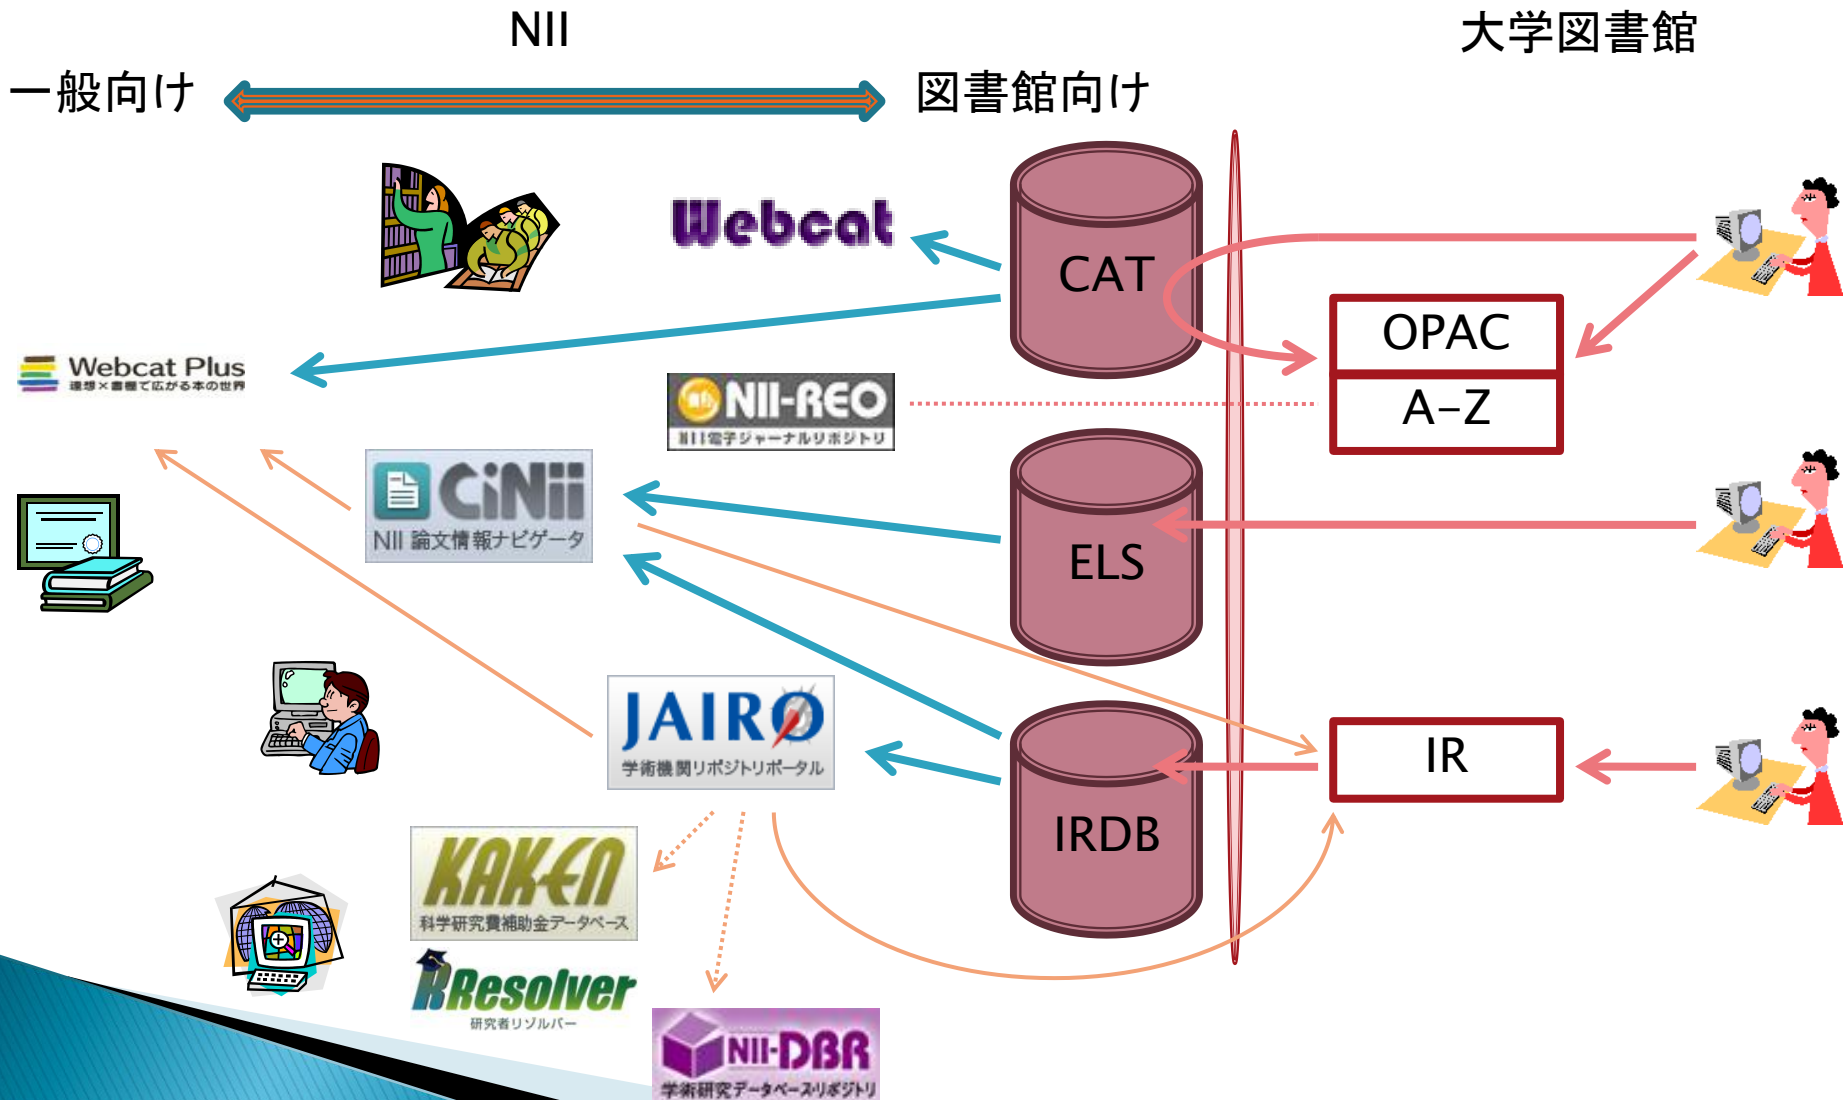 NII
大学図書館
一般向け
図書館向け
Webcat
CAT
OPAC
A-Z
Webcat Plus
連想×書棚で広がる本の世界
NII-REO
NII電子ジャーナルリポジトリ
CiNii
NII 論文情報ナビゲータ
ELS
JAIRO
学術機関リポジトリポータル
IR
IRDB
KAKEN
科学研究費補助金データベース
Resolver
研究者リゾルバー
NII-DBR
学術研究データベース・リポジトリ